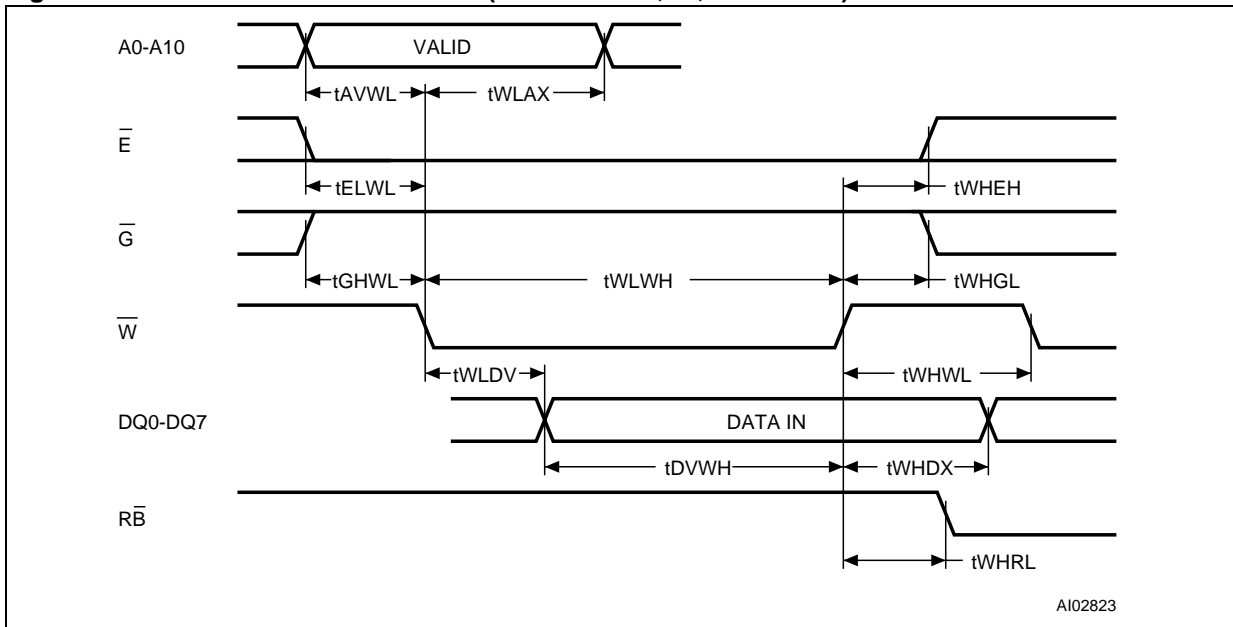 A0-A10
VALID
tAVWL
tWLAX
E
tELWL
tWHEH
G
tGHWL
tWLWH
tWHGL
W
tWLDV
tWHWL
DQ0-DQ7
DATA IN
tDVWH
tWHDX
RB̅
tWHRL
AI02823